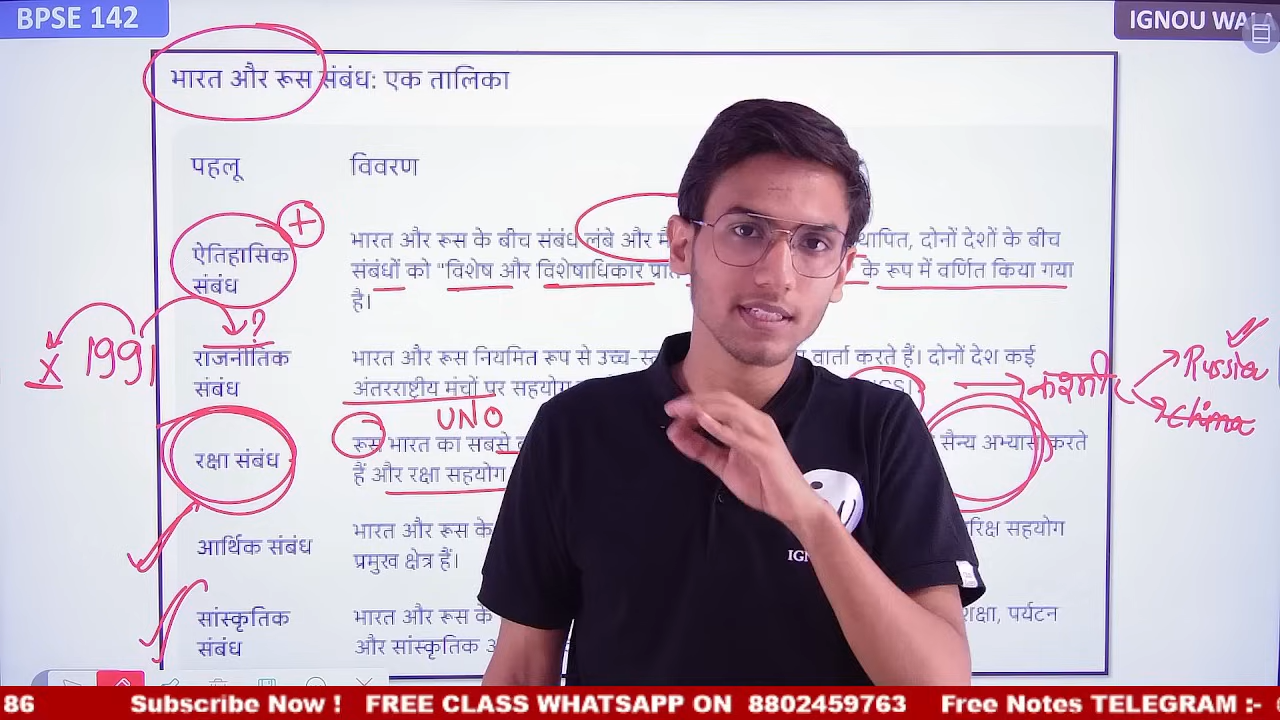 BPSE 142
IGNOU WALA
भारत और रूस संबंध: एक तालिका
पहलू
विवरण
ऐतिहासिक
संबंध
भारत और रूस के बीच संबंध लंबे और
दोनों देशों के बीच
संबंधों को "विशेष और विशेषाधिकार
के रूप में वर्णित किया गया
है।
1991
X
?
+
राजनीतिक
संबंध
भारत और रूस नियमित रूप से
वार्ता करते हैं। दोनों देश कई
अंतरराष्ट्रीय मंचों पर सहयोग
UNO
कश्मीर
Russia
china
रक्षा संबंध
रूस भारत का सबसे
सैन्य अभ्यास करते
हैं और रक्षा सहयोग
आर्थिक संबंध
भारत और रूस के
सहयोग
प्रमुख क्षेत्र हैं।
सांस्कृतिक
संबंध
भारत और रूस के
पर्यटन
और सांस्कृतिक
86 Subscribe Now ! FREE CLASS WHATSAPP ON 8802459763 Free Notes TELEGRAM :-